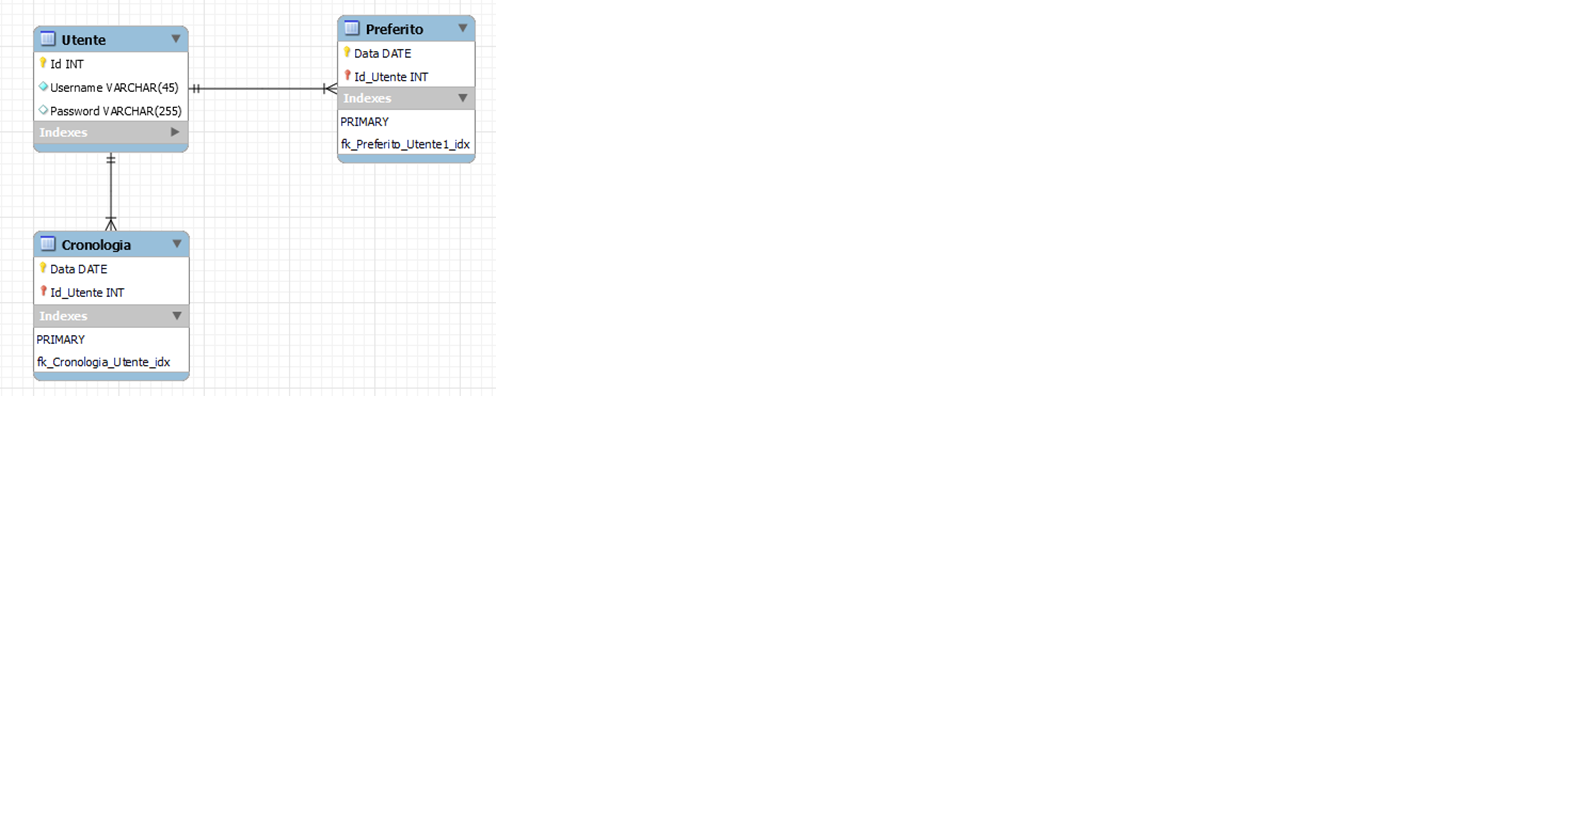 Utente
Id INT
Username VARCHAR(45)
Password VARCHAR(255)
Indexes
Preferito
Data DATE
Id_Utente INT
Indexes
PRIMARY
fk_Preferito_Utente1_idx
Cronologia
Data DATE
Id_Utente INT
Indexes
PRIMARY
fk_Cronologia_Utente_idx